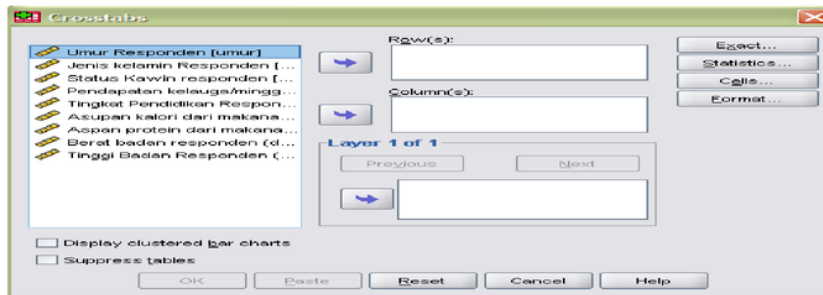 Crosstabs
Umur Responden [umur]
Jenis kelamin Responden [...
Status Kawin responden [...
Pendapatan keluaga/mingg...
Tingkat Pendidikan Respon...
Asupan kalori dari makana...
Aspan protein dari makana...
Berat badan responden (d...
Tinggi Badan Responden (...
Row(s):
Column(s):
Layer 1 of 1
Previous
Next
Exact...
Statistics...
Cells...
Format...
Display clustered bar charts
Suppress tables
OK
Paste
Reset
Cancel
Help